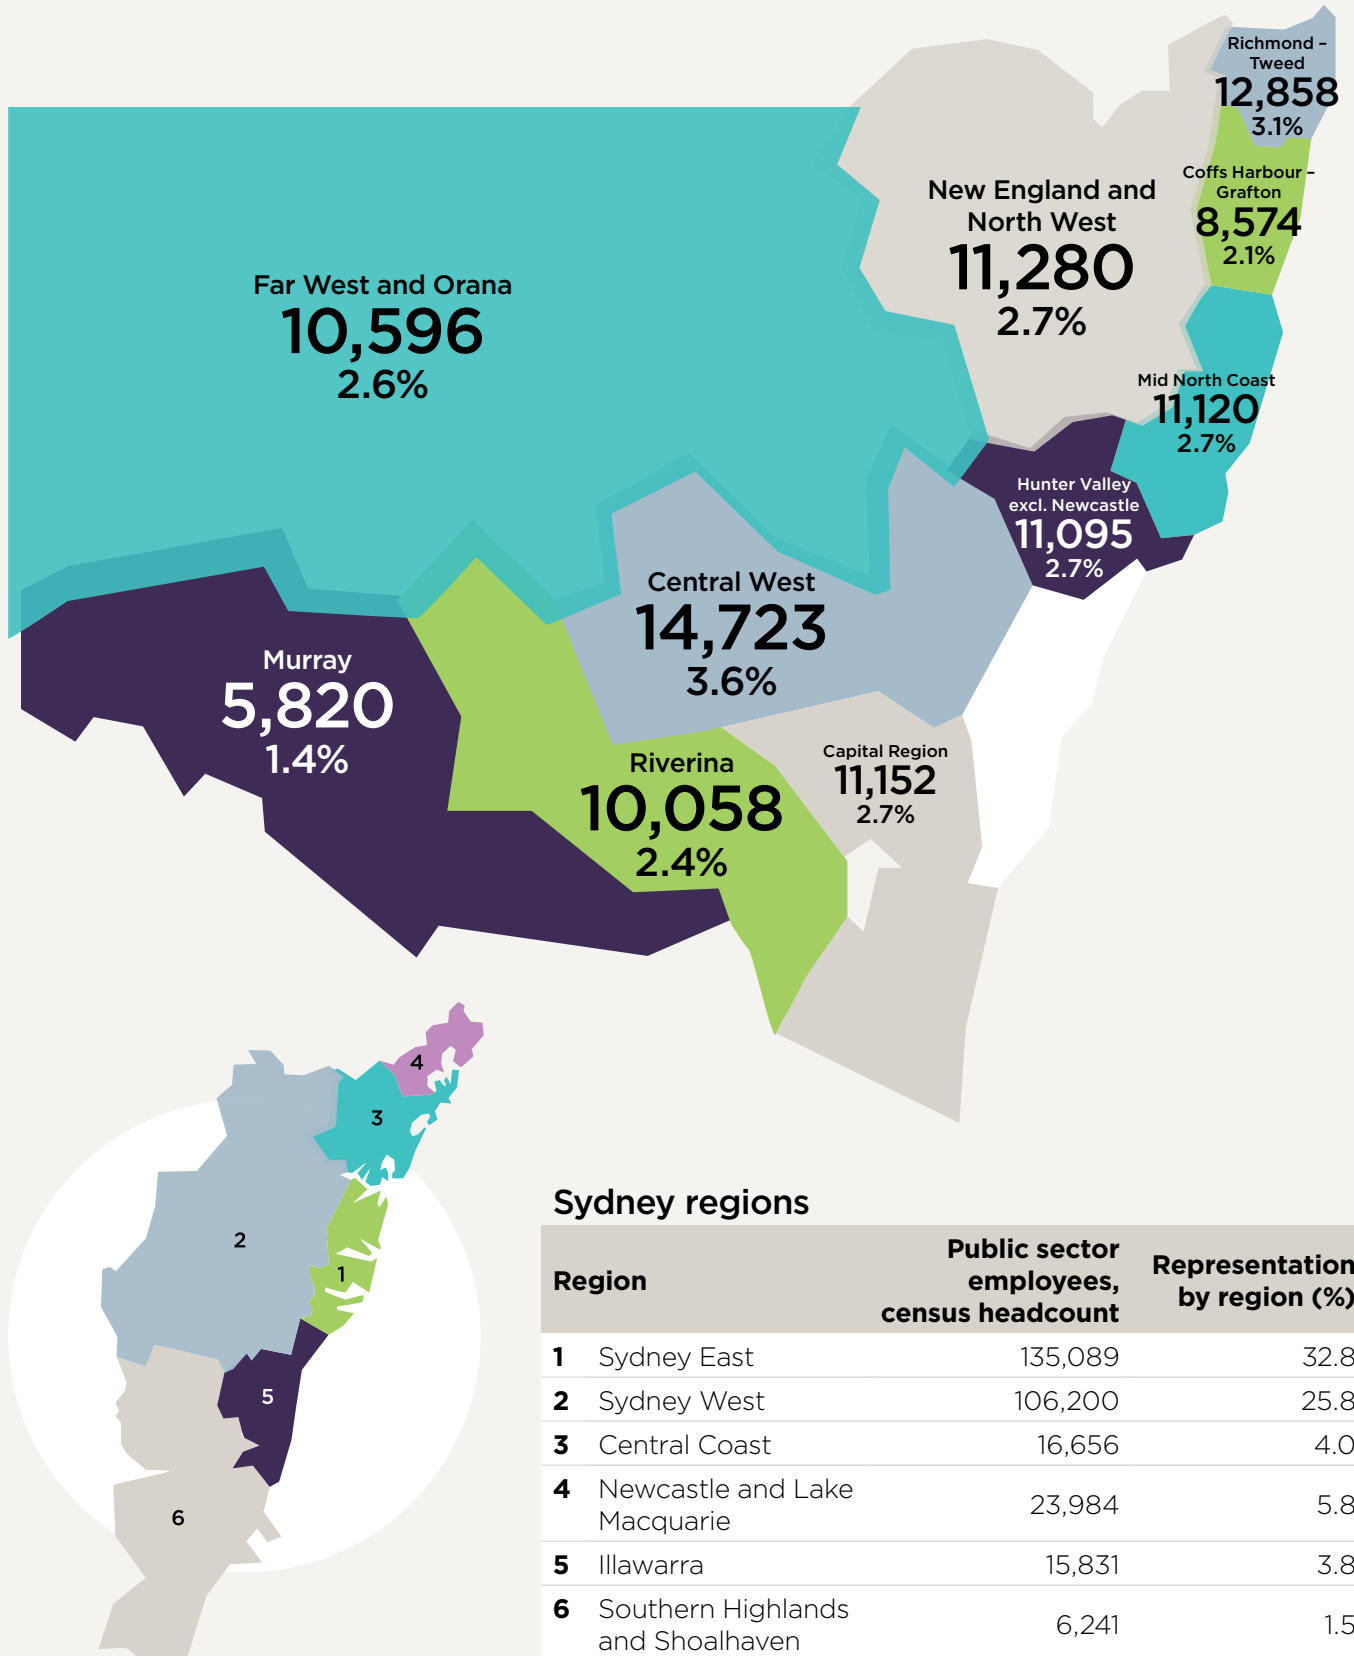 Richmond –
Tweed
12,858
3.1%
Coffs Harbour –
Grafton
8,574
2.1%
New England and
North West
11,280
2.7%
Far West and Orana
10,596
2.6%
Mid North Coast
11,120
2.7%
Hunter Valley
excl. Newcastle
11,095
2.7%
Central West
14,723
3.6%
Murray
5,820
1.4%
Riverina
10,058
2.4%
Capital Region
11,152
2.7%
4
3
2
1
5
6
Sydney regions
Region
Public sector
employees,
census headcount
Representation
by region (%)
1 Sydney East 135,089 32.8
2 Sydney West 106,200 25.8
3 Central Coast 16,656 4.0
4 Newcastle and Lake
Macquarie 23,984 5.8
5 Illawarra 15,831 3.8
6 Southern Highlands
and Shoalhaven 6,241 1.5